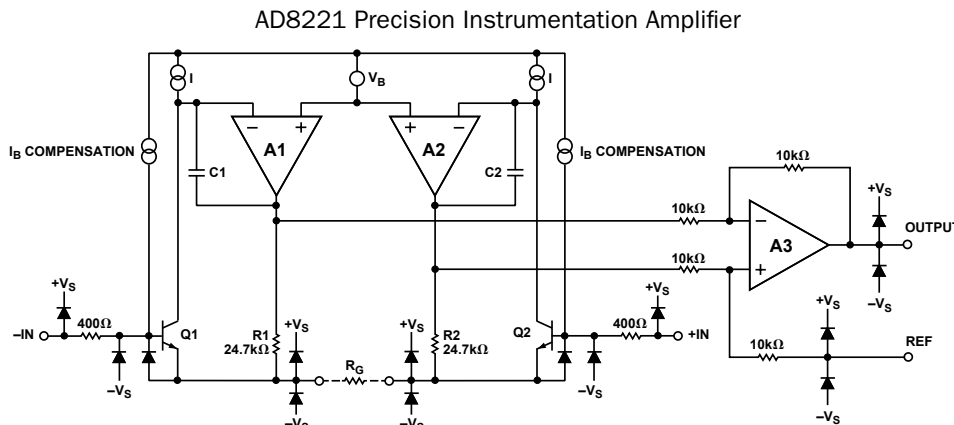 AD8221 Precision Instrumentation Amplifier
I
V_B
I
−
+
+
−
A1
A2
I_B COMPENSATION
C1
C2
I_B COMPENSATION
10kΩ
+V_S
10kΩ
−
A3
OUTPUT
10kΩ
+
−V_S
+V_S
−IN
400Ω
Q1
R1
24.7kΩ
+V_S
+V_S
R2
24.7kΩ
Q2
+V_S
400Ω
+IN
+V_S
10kΩ
REF
R_G
−V_S
−V_S
−V_S
−V_S
−V_S